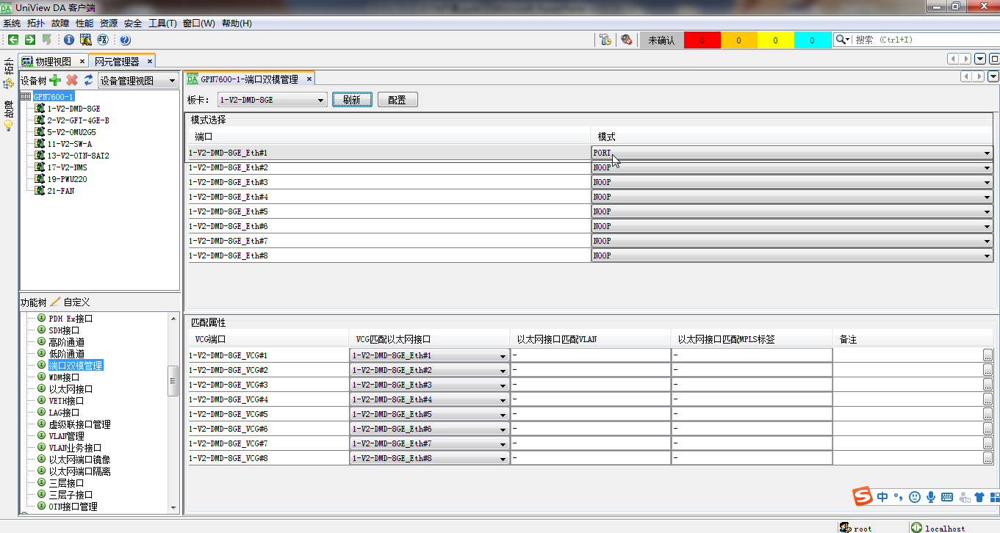 UniView DA 客户端
系统 拓扑 故障 性能 资源 安全 工具(T) 窗口(W) 帮助(H)
未确认 0 0 0 0 搜索 (Ctrl+I)
拓扑
故障
物理视图 × 网元管理器 ×
设备树 设备管理视图
GPN7600-1
1-V2-DMD-8GE
2-V2-GFT-4GE-B
5-V2-OMU2G5
11-V2-SW-A
13-V2-OTN-8AT2
17-V2-NMS
19-PWU220
21-FAN
功能树 自定义
PDH Ex接口
SDH接口
高阶通道
低阶通道
端口双模管理
WDM接口
以太网接口
VETH接口
LAG接口
虚级联接口管理
VLAN管理
VLAN业务接口
以太网端口镜像
以太网端口隔离
三层接口
三层子接口
OTN接口管理
DA GPN7600-1-端口双模管理 ×
板卡: 1-V2-DMD-8GE 刷新 配置
模式选择
端口 模式
1-V2-DMD-8GE_Eth#1 PORT
1-V2-DMD-8GE_Eth#2 NOOP
1-V2-DMD-8GE_Eth#3 NOOP
1-V2-DMD-8GE_Eth#4 NOOP
1-V2-DMD-8GE_Eth#5 NOOP
1-V2-DMD-8GE_Eth#6 NOOP
1-V2-DMD-8GE_Eth#7 NOOP
1-V2-DMD-8GE_Eth#8 NOOP
匹配属性
VCG端口 VCG匹配以太网接口 以太网接口匹配VLAN 以太网接口匹配MPLS标签 备注
1-V2-DMD-8GE_VCG#1 1-V2-DMD-8GE_Eth#1 - - ...
1-V2-DMD-8GE_VCG#2 1-V2-DMD-8GE_Eth#2 - - ...
1-V2-DMD-8GE_VCG#3 1-V2-DMD-8GE_Eth#3 - - ...
1-V2-DMD-8GE_VCG#4 1-V2-DMD-8GE_Eth#4 - - ...
1-V2-DMD-8GE_VCG#5 1-V2-DMD-8GE_Eth#5 - - ...
1-V2-DMD-8GE_VCG#6 1-V2-DMD-8GE_Eth#6 - - ...
1-V2-DMD-8GE_VCG#7 1-V2-DMD-8GE_Eth#7 - - ...
1-V2-DMD-8GE_VCG#8 1-V2-DMD-8GE_Eth#8 - - ...
S 中
root localhost